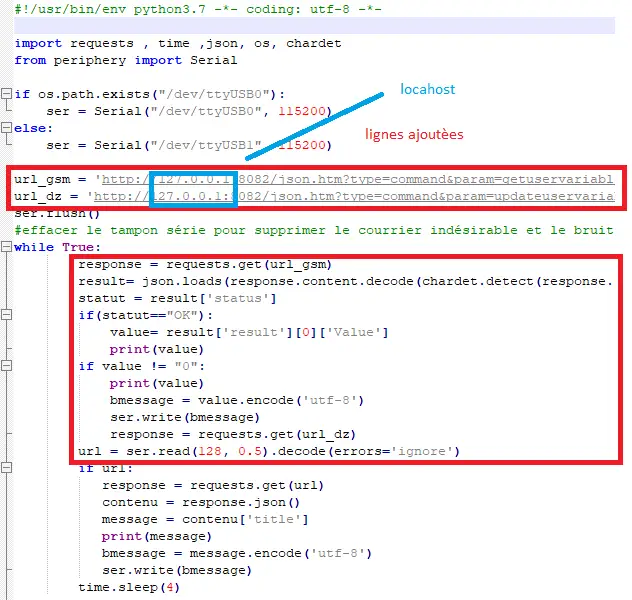 #!/usr/bin/env python3.7 -*- coding: utf-8 -*-
import requests , time ,json, os, chardet
from periphery import Serial
if os.path.exists("/dev/ttyUSB0"):
    ser = Serial("/dev/ttyUSB0", 115200)
locahost
else:
    ser = Serial("/dev/ttyUSB1", 115200)
lignes ajoutèes
url_gsm = 'http://127.0.0.1:8082/json.htm?type=command&param=getuservariabl
url_dz = 'http://127.0.0.1:8082/json.htm?type=command&param=updateuservaria
ser.flush()
#effacer le tampon série pour supprimer le courrier indésirable et le bruit
while True:
        response = requests.get(url_gsm)
        result= json.loads(response.content.decode(chardet.detect(response.
        statut = result['status']
        if(statut=="OK"):
            value= result['result'][0]['Value']
            print(value)
        if value != "0":
            print(value)
            bmessage = value.encode('utf-8')
            ser.write(bmessage)
            response = requests.get(url_dz)
        url = ser.read(128, 0.5).decode(errors='ignore')
        if url:
           response = requests.get(url)
           contenu = response.json()
           message = contenu['title']
           print(message)
           bmessage = message.encode('utf-8')
           ser.write(bmessage)
        time.sleep(4)